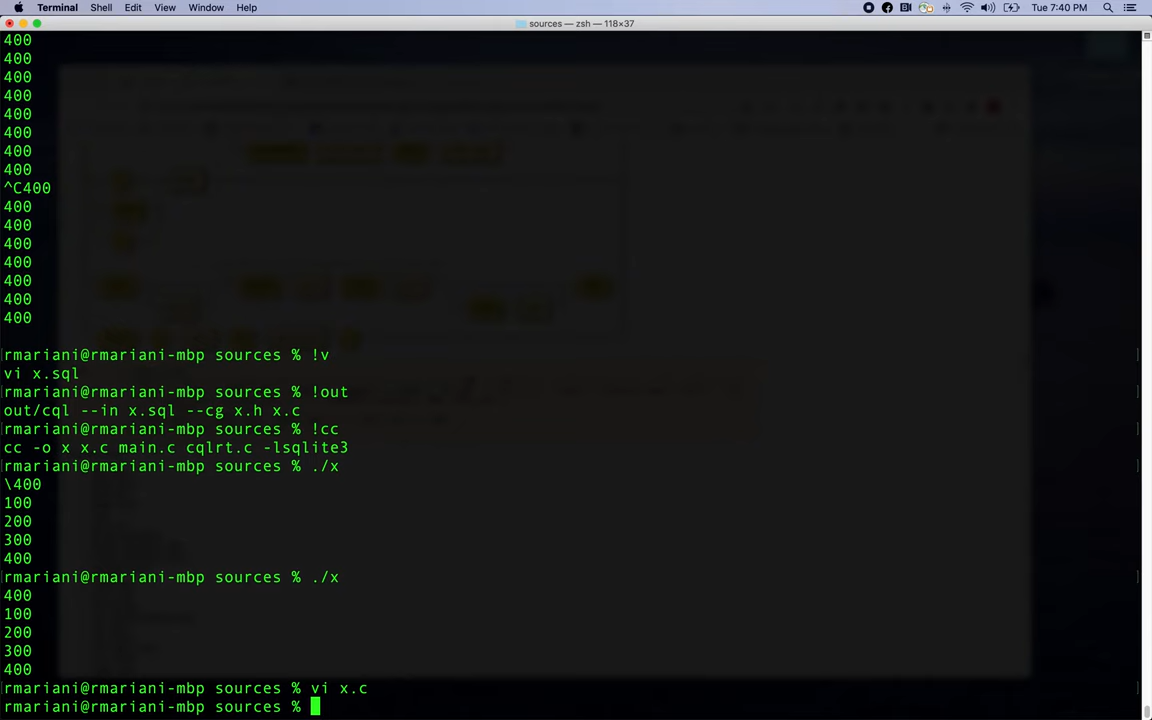 Terminal Shell Edit View Window Help Tue 7:40 PM
sources — zsh — 118×37
400
400
400
400
400
400
400
400
^C400
400
400
400
400
400
400
400
rmariani@rmariani-mbp sources % !v
vi x.sql
rmariani@rmariani-mbp sources % !out
out/cql --in x.sql --cg x.h x.c
rmariani@rmariani-mbp sources % !cc
cc -o x x.c main.c cqlrt.c -lsqlite3
rmariani@rmariani-mbp sources % ./x
\400
100
200
300
400
rmariani@rmariani-mbp sources % ./x
400
100
200
300
400
rmariani@rmariani-mbp sources % vi x.c
rmariani@rmariani-mbp sources %